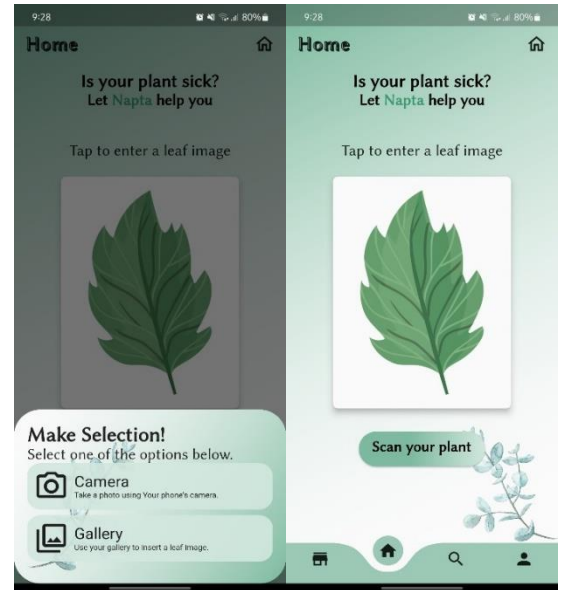 9:28
80%
Home
Is your plant sick?
Let Napta help you
Tap to enter a leaf image
Make Selection!
Select one of the options below.
Camera
Take a photo using Your phone's camera.
Gallery
Use your gallery to insert a leaf Image.
9:28
80%
Home
Is your plant sick?
Let Napta help you
Tap to enter a leaf image
Scan your plant